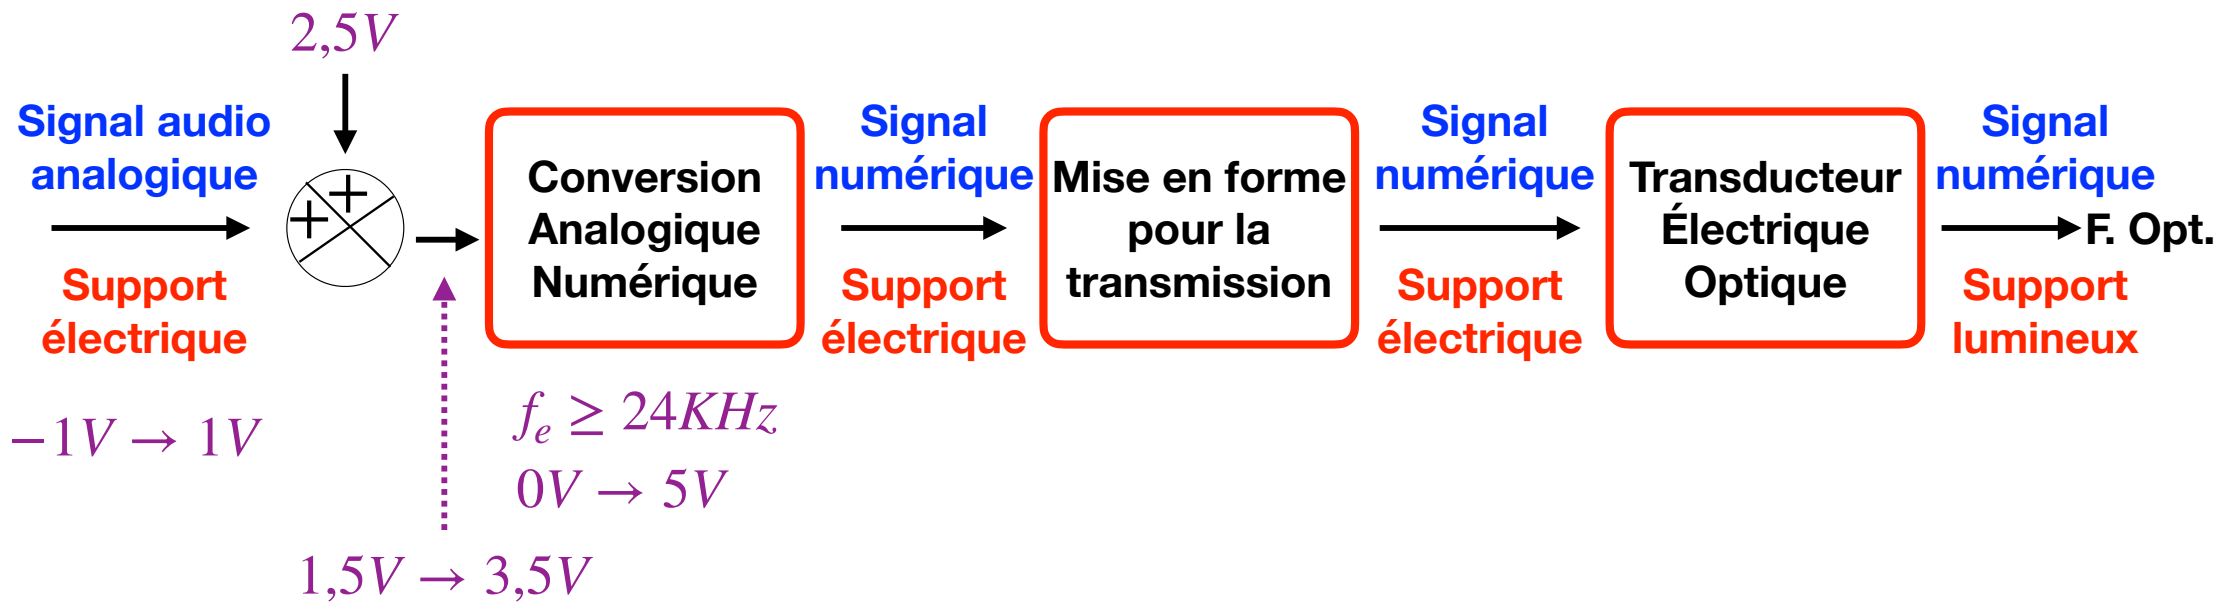 2,5V
Signal audio
analogique
Support
électrique
−1V → 1V
+
+
1,5V → 3,5V
Conversion
Analogique
Numérique
fe ≥ 24KHz
0V → 5V
Signal
numérique
Support
électrique
Mise en forme
pour la
transmission
Signal
numérique
Support
électrique
Transducteur
Électrique
Optique
Signal
numérique
F. Opt.
Support
lumineux